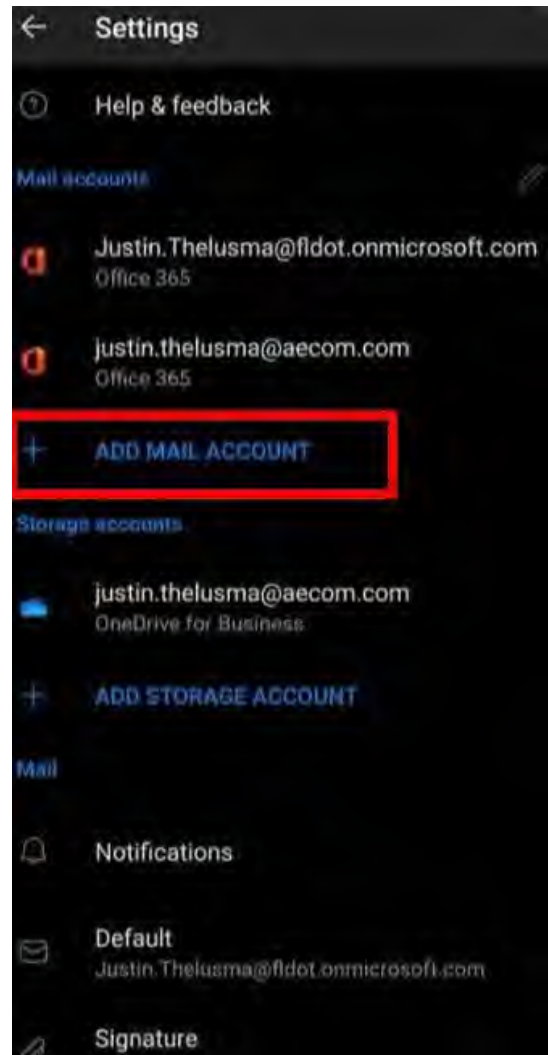 Settings
Help & feedback
Mail accounts
Justin.Thelusma@fldot.onmicrosoft.com
Office 365
justin.thelusma@aecom.com
Office 365
ADD MAIL ACCOUNT
Storage accounts
justin.thelusma@aecom.com
OneDrive for Business
ADD STORAGE ACCOUNT
Mail
Notifications
Default
Justin.Thelusma@fldot.onmicrosoft.com
Signature